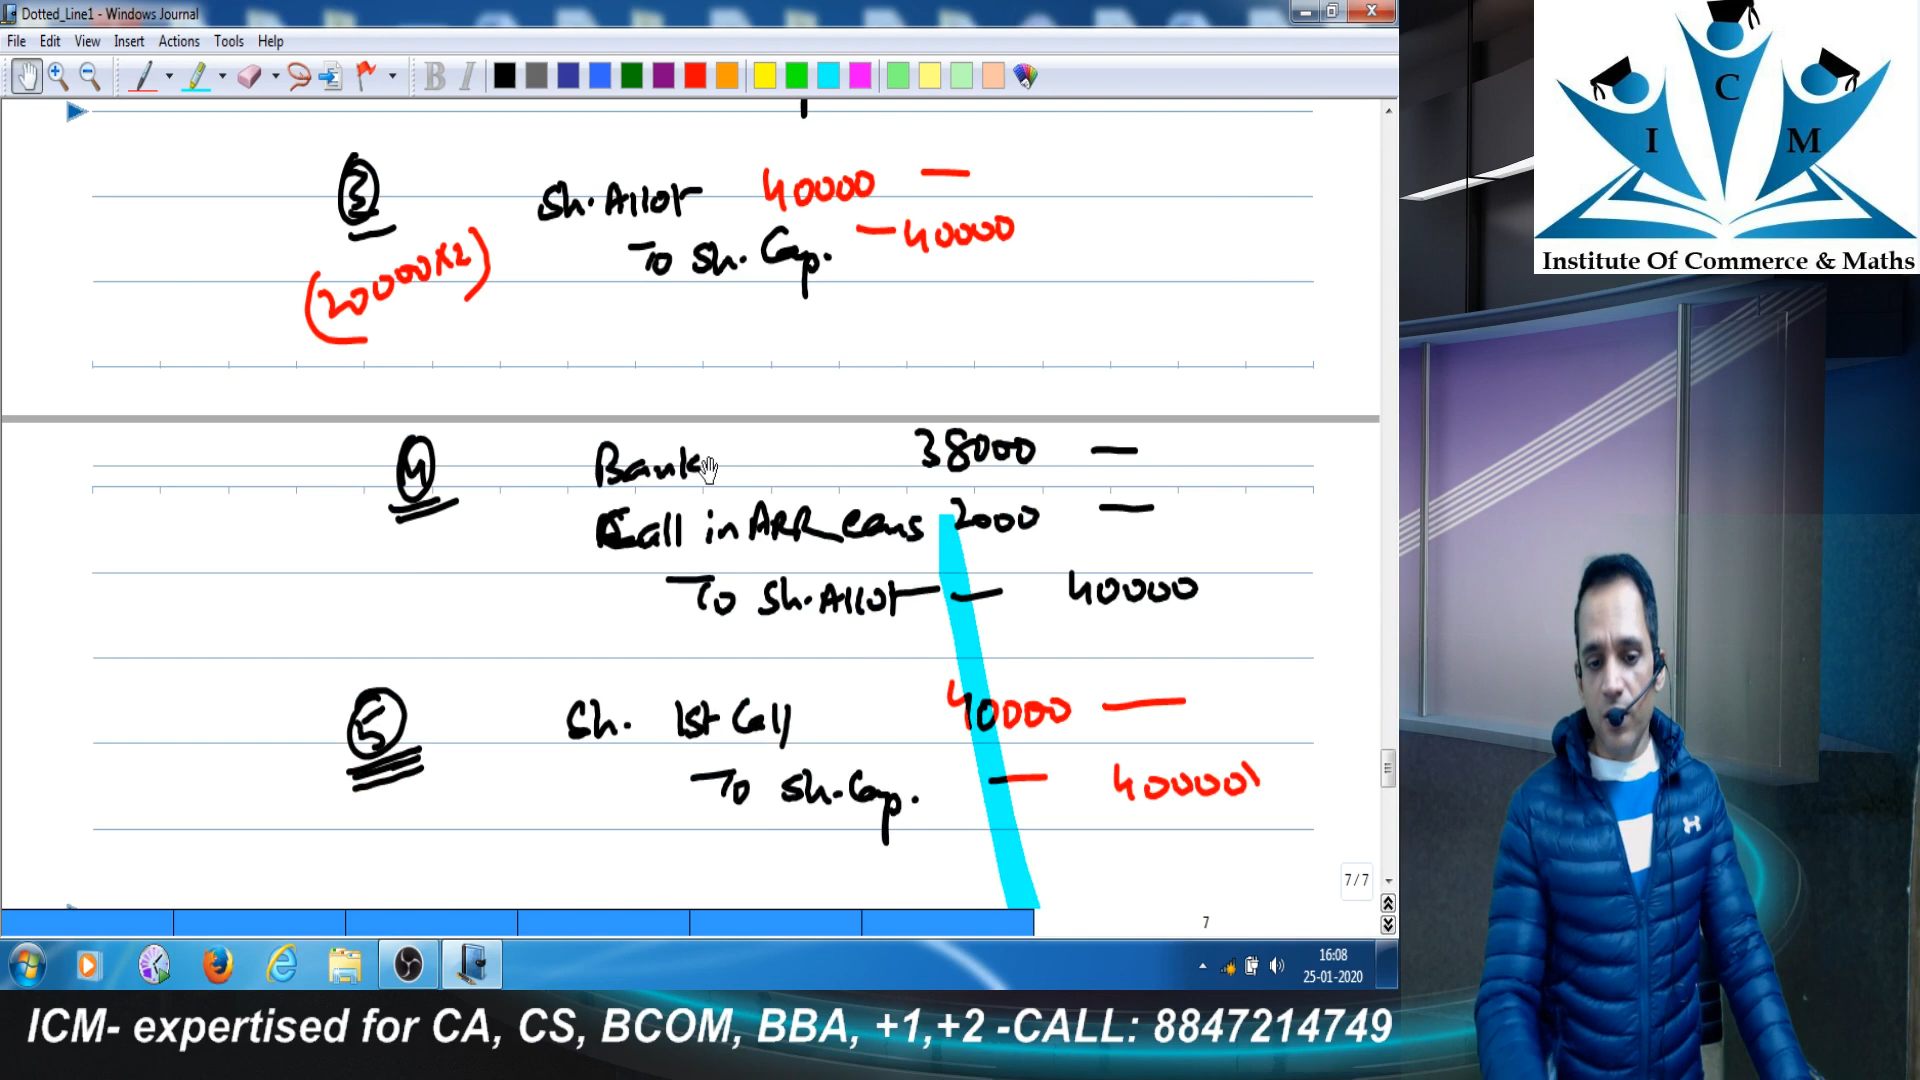 Dotted_Line1 - Windows Journal
File Edit View Insert Actions Tools Help
B I
I C M
Institute Of Commerce & Maths
3 Sh. Allot 40000 —
To Sh. Cap. — 40000
(20000x2)
4 Bank 38000 —
Call in ARRears 2000 —
To Sh. Allot — — 40000
5 Sh. 1st Call 40000 —
To Sh. Cap. — 40000
7 / 7
7
16:08
25-01-2020
ICM- expertised for CA, CS, BCOM, BBA, +1,+2 -CALL: 8847214749